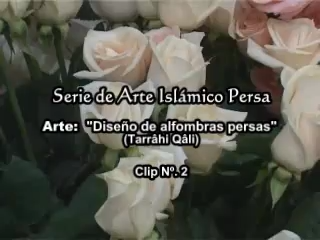 Serie de Arte Islámico Persa
Arte: "Diseño de alfombras persas"
(Tarrâhi Qâli)
Clip Nº. 2